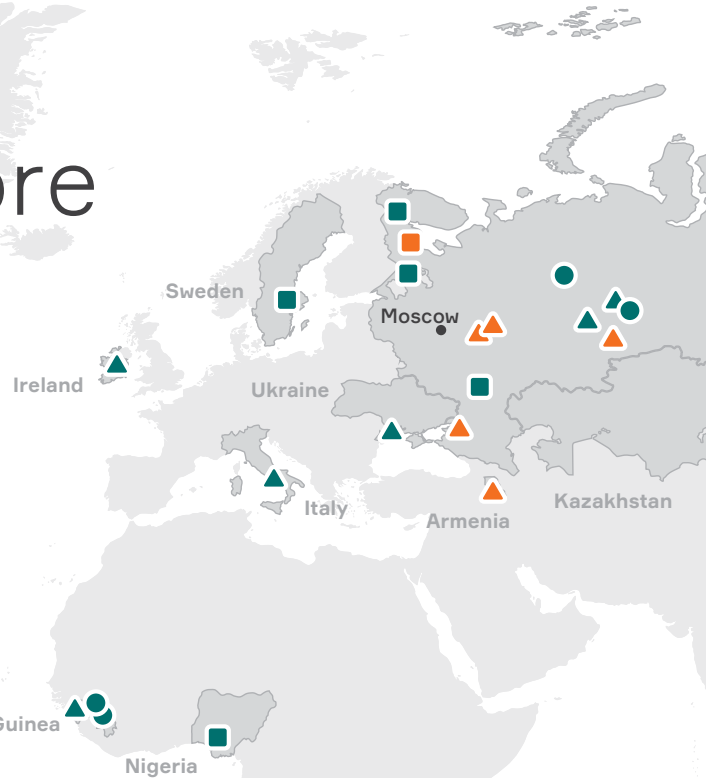 ore
Sweden
Moscow
Ireland
Ukraine
Italy
Armenia
Kazakhstan
Guinea
Nigeria